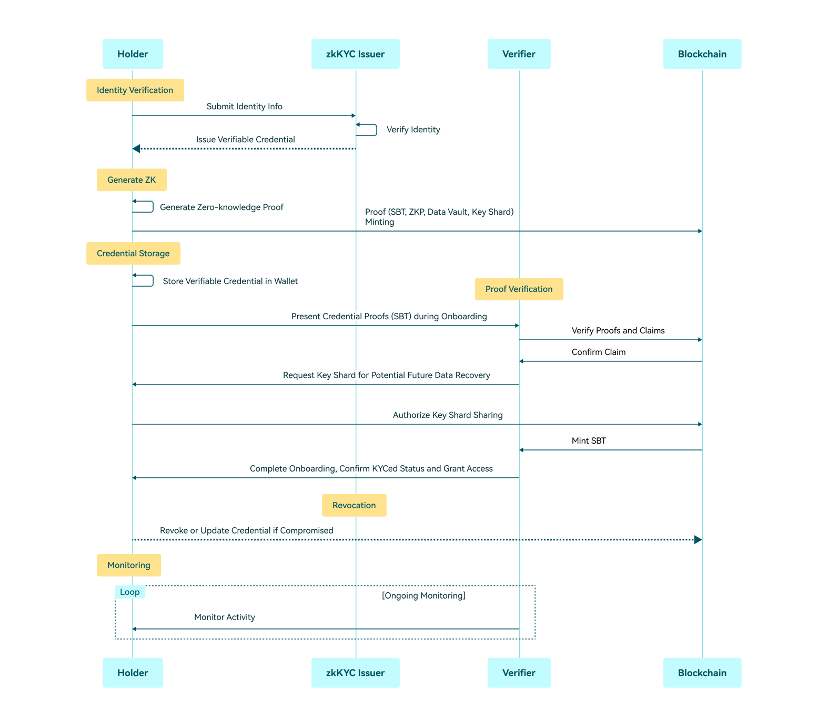 Holder
zkKYC Issuer
Verifier
Blockchain
Identity Verification
Submit Identity Info
Verify Identity
Issue Verifiable Credential
Generate ZK
Generate Zero-knowledge Proof
Proof (SBT, ZKP, Data Vault, Key Shard)
Minting
Credential Storage
Store Verifiable Credential in Wallet
Proof Verification
Present Credential Proofs (SBT) during Onboarding
Verify Proofs and Claims
Confirm Claim
Request Key Shard for Potential Future Data Recovery
Authorize Key Shard Sharing
Mint SBT
Complete Onboarding, Confirm KYCed Status and Grant Access
Revocation
Revoke or Update Credential if Compromised
Monitoring
Loop
[Ongoing Monitoring]
Monitor Activity
Holder
zkKYC Issuer
Verifier
Blockchain